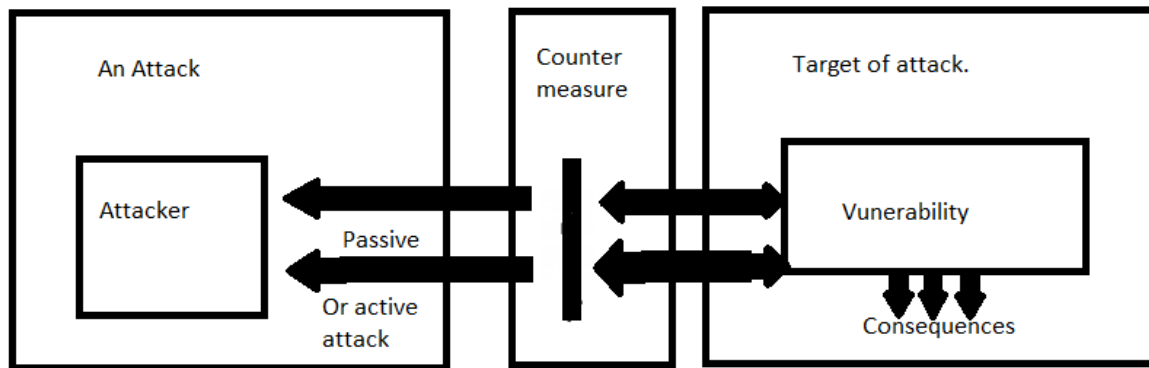 An Attack
Counter
measure
Target of attack.
Attacker
Passive
Or active
attack
Vunerability
Consequences